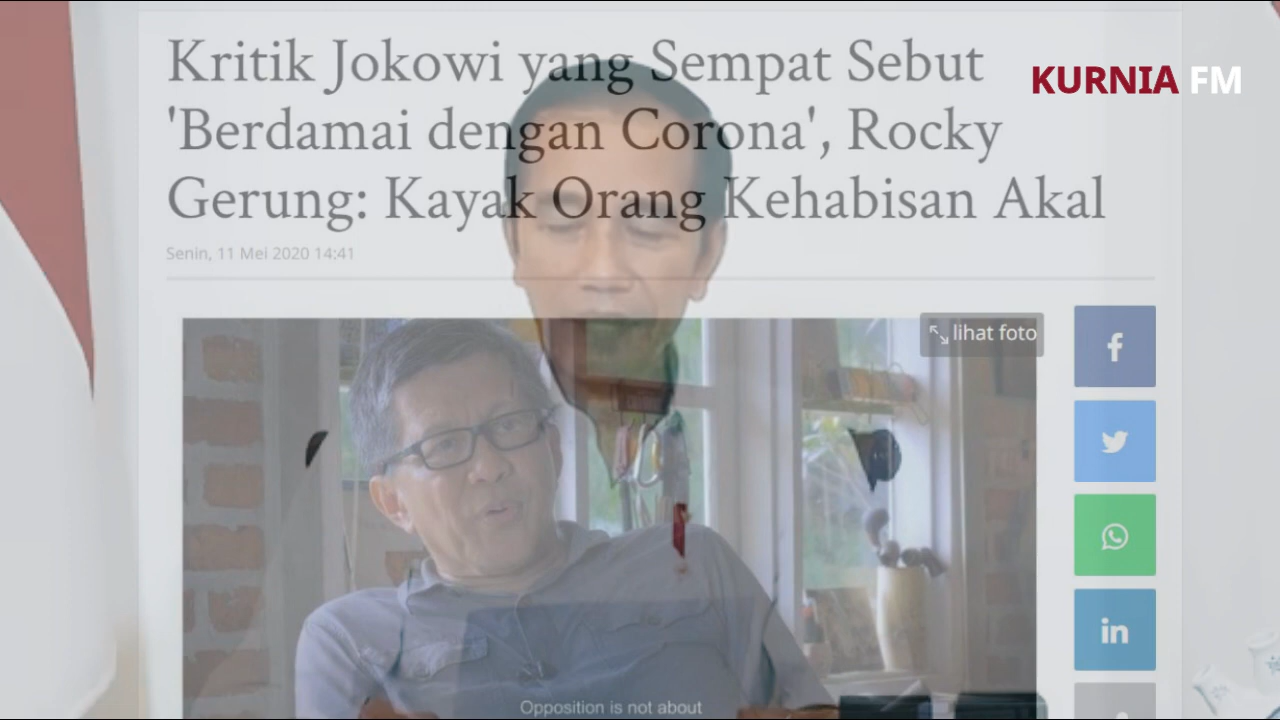 Kritik Jokowi yang Sempat Sebut
KURNIA FM
'Berdamai dengan Corona', Rocky
Gerung: Kayak Orang Kehabisan Akal
Senin, 11 Mei 2020 14:41
lihat foto
Opposition is not about